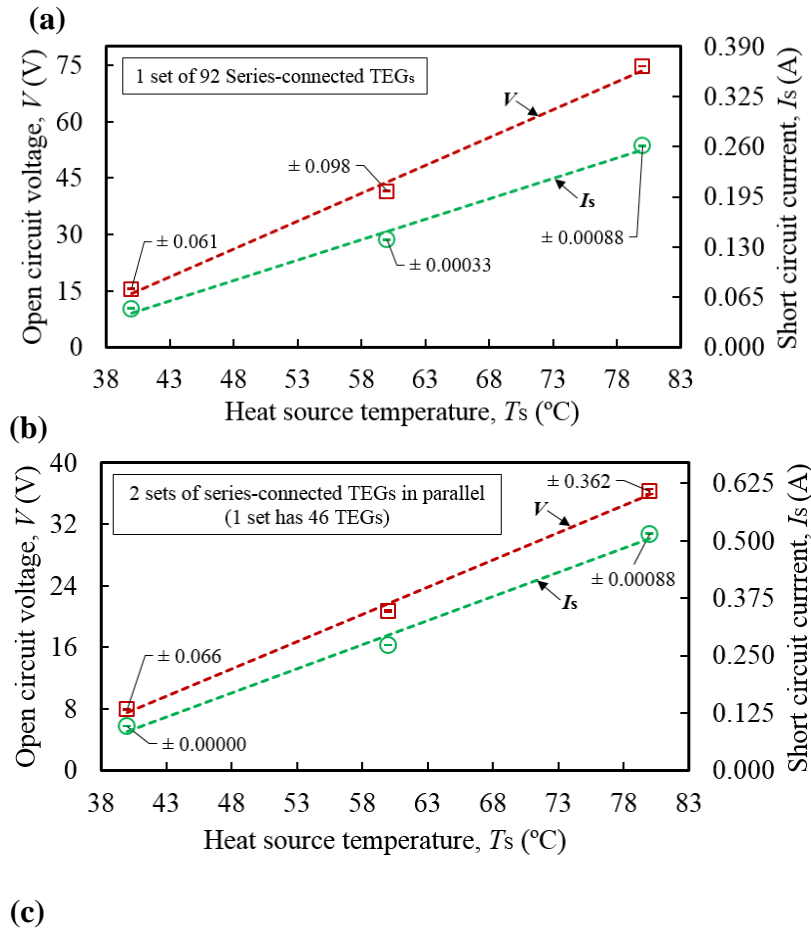 (a)
1 set of 92 Series-connected TEGs
Open circuit voltage, V (V)
75
60
45
30
15
0
0.390
0.325
0.260
0.195
0.130
0.065
0.000
Short circuit currrent, Is (A)
V
Is
± 0.098
± 0.061
± 0.00033
± 0.00088
38 43 48 53 58 63 68 73 78 83
Heat source temperature, Ts (ºC)
(b)
2 sets of series-connected TEGs in parallel
(1 set has 46 TEGs)
Open circuit voltage, V (V)
40
32
24
16
8
0
0.625
0.500
0.375
0.250
0.125
0.000
Short circuit currrent, Is (A)
± 0.362
V
± 0.00088
Is
± 0.066
± 0.00000
38 43 48 53 58 63 68 73 78 83
Heat source temperature, Ts (ºC)
(c)